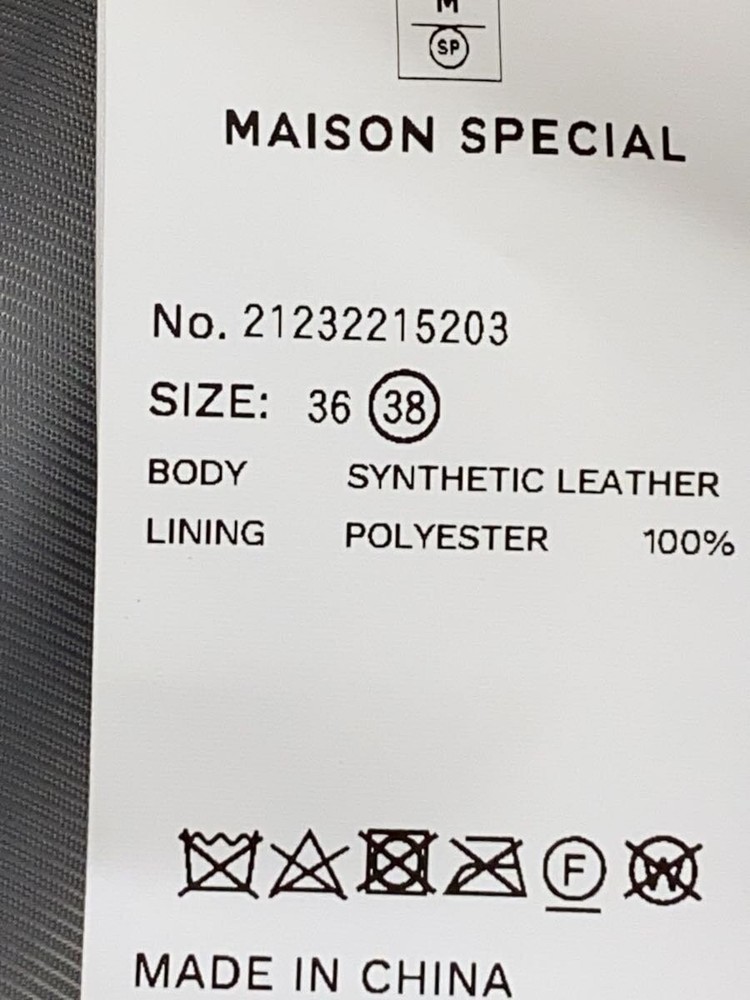 M
SP
MAISON SPECIAL
No. 21232215203
SIZE: 36 38
BODY SYNTHETIC LEATHER
LINING POLYESTER 100%
F W
MADE IN CHINA